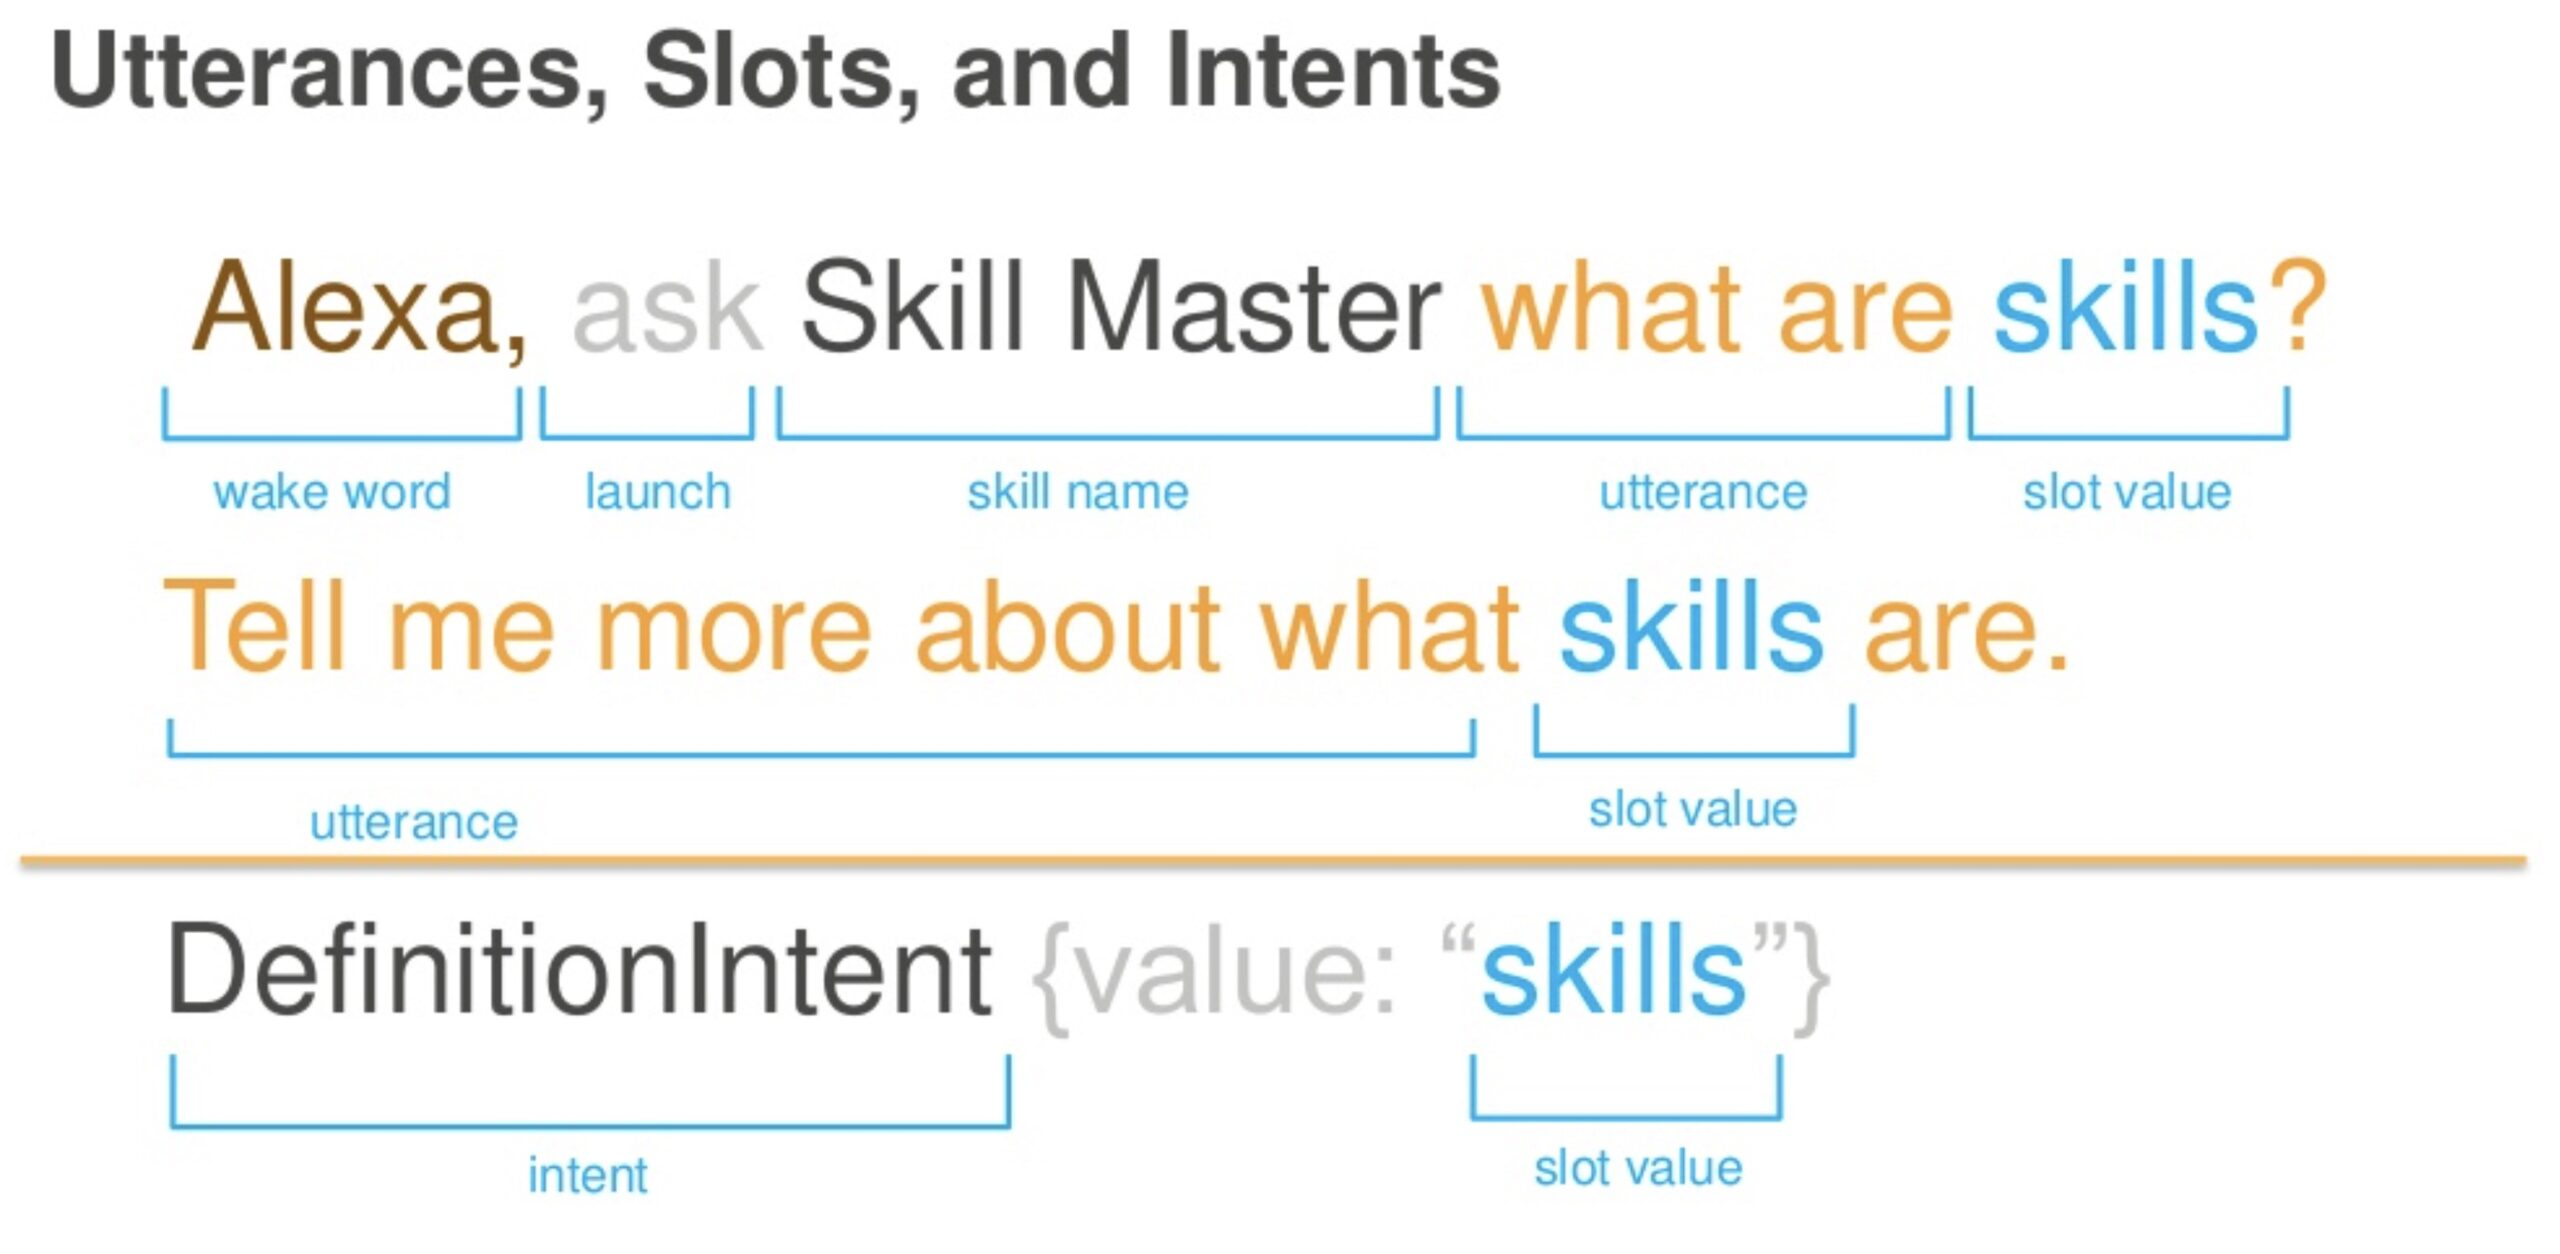 Utterances, Slots, and Intents
Alexa, ask Skill Master what are skills?
wake word launch skill name utterance slot value
Tell me more about what skills are.
utterance slot value
DefinitionIntent {value: “skills”}
intent slot value